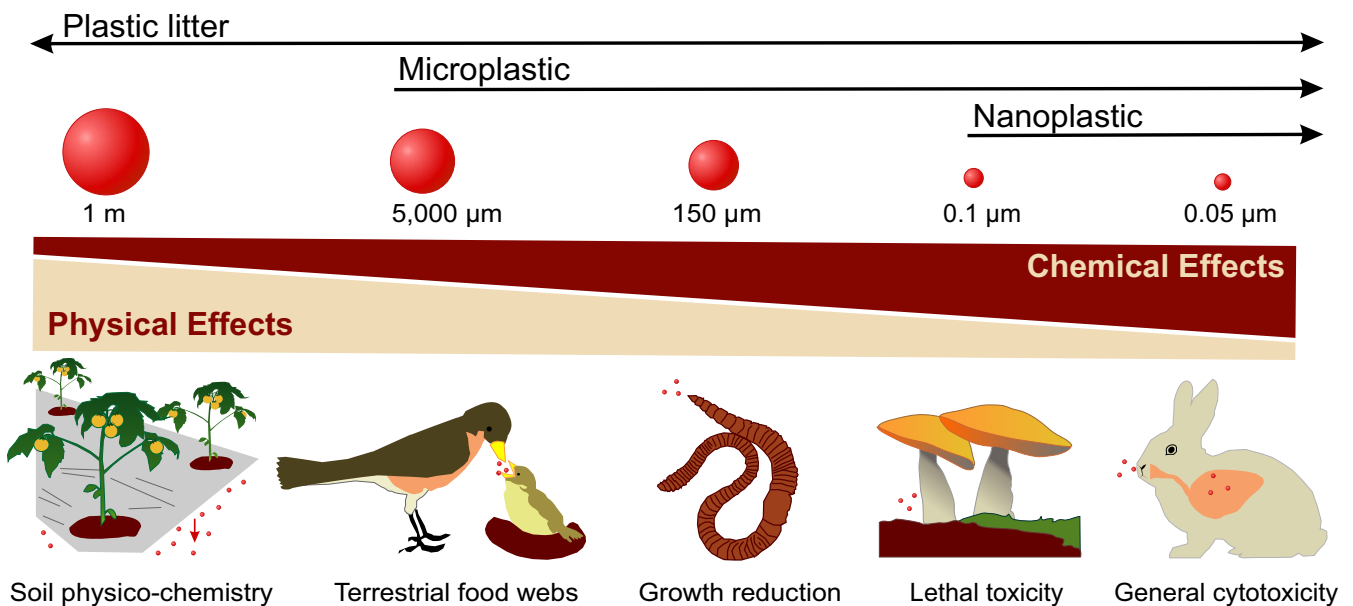 Plastic litter
Microplastic
Nanoplastic
1 m
5,000 µm
150 µm
0.1 µm
0.05 µm
Chemical Effects
Physical Effects
Soil physico-chemistry
Terrestrial food webs
Growth reduction
Lethal toxicity
General cytotoxicity